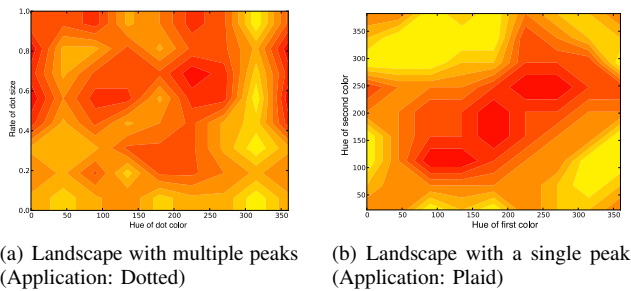 1.0
0.8
0.6
0.4
0.2
0.0
Rate of dot size
0 50 100 150 200 250 300 350
Hue of dot color
350
300
250
200
150
100
50
Hue of second color
0 50 100 150 200 250 300 350
Hue of first color
(a) Landscape with multiple peaks
(Application: Dotted)
(b) Landscape with a single peak
(Application: Plaid)